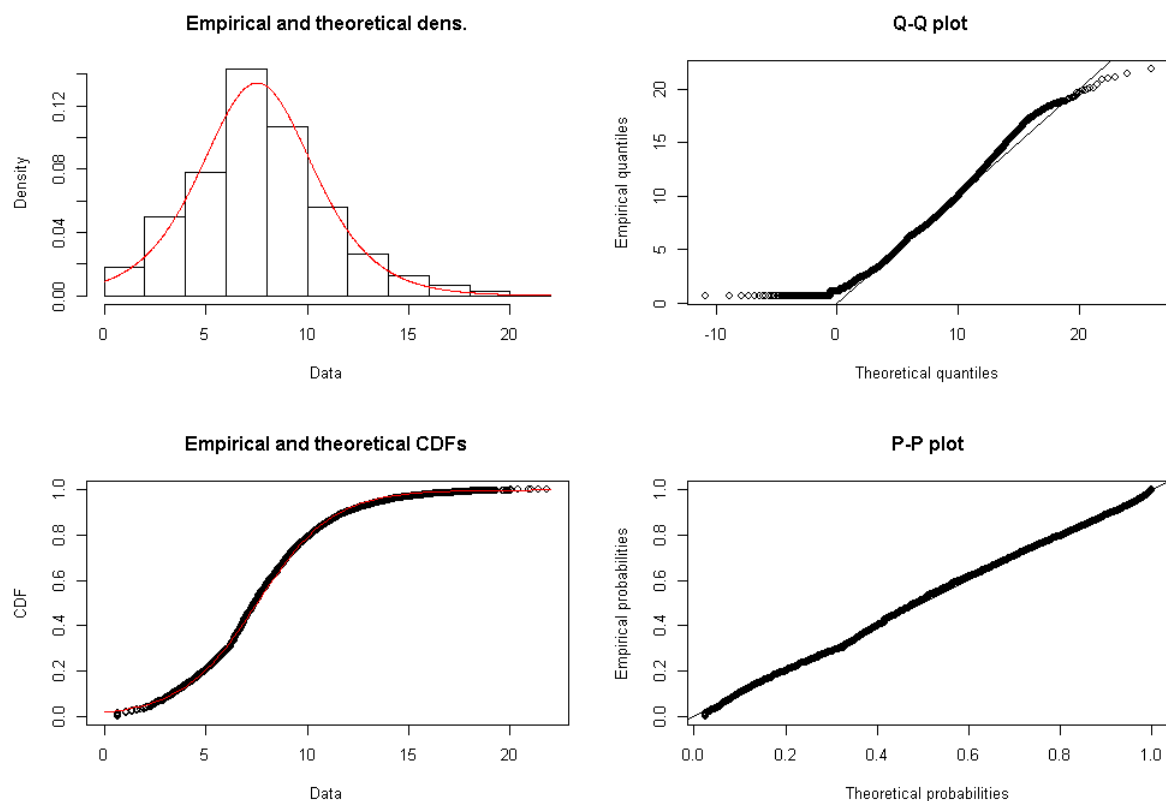 Empirical and theoretical dens.
Density
0.00 0.04 0.08 0.12
0 5 10 15 20
Data
Q-Q plot
Empirical quantiles
0 5 10 15 20
-10 0 10 20
Theoretical quantiles
Empirical and theoretical CDFs
CDF
0.0 0.2 0.4 0.6 0.8 1.0
0 5 10 15 20
Data
P-P plot
Empirical probabilities
0.0 0.2 0.4 0.6 0.8 1.0
0.0 0.2 0.4 0.6 0.8 1.0
Theoretical probabilities